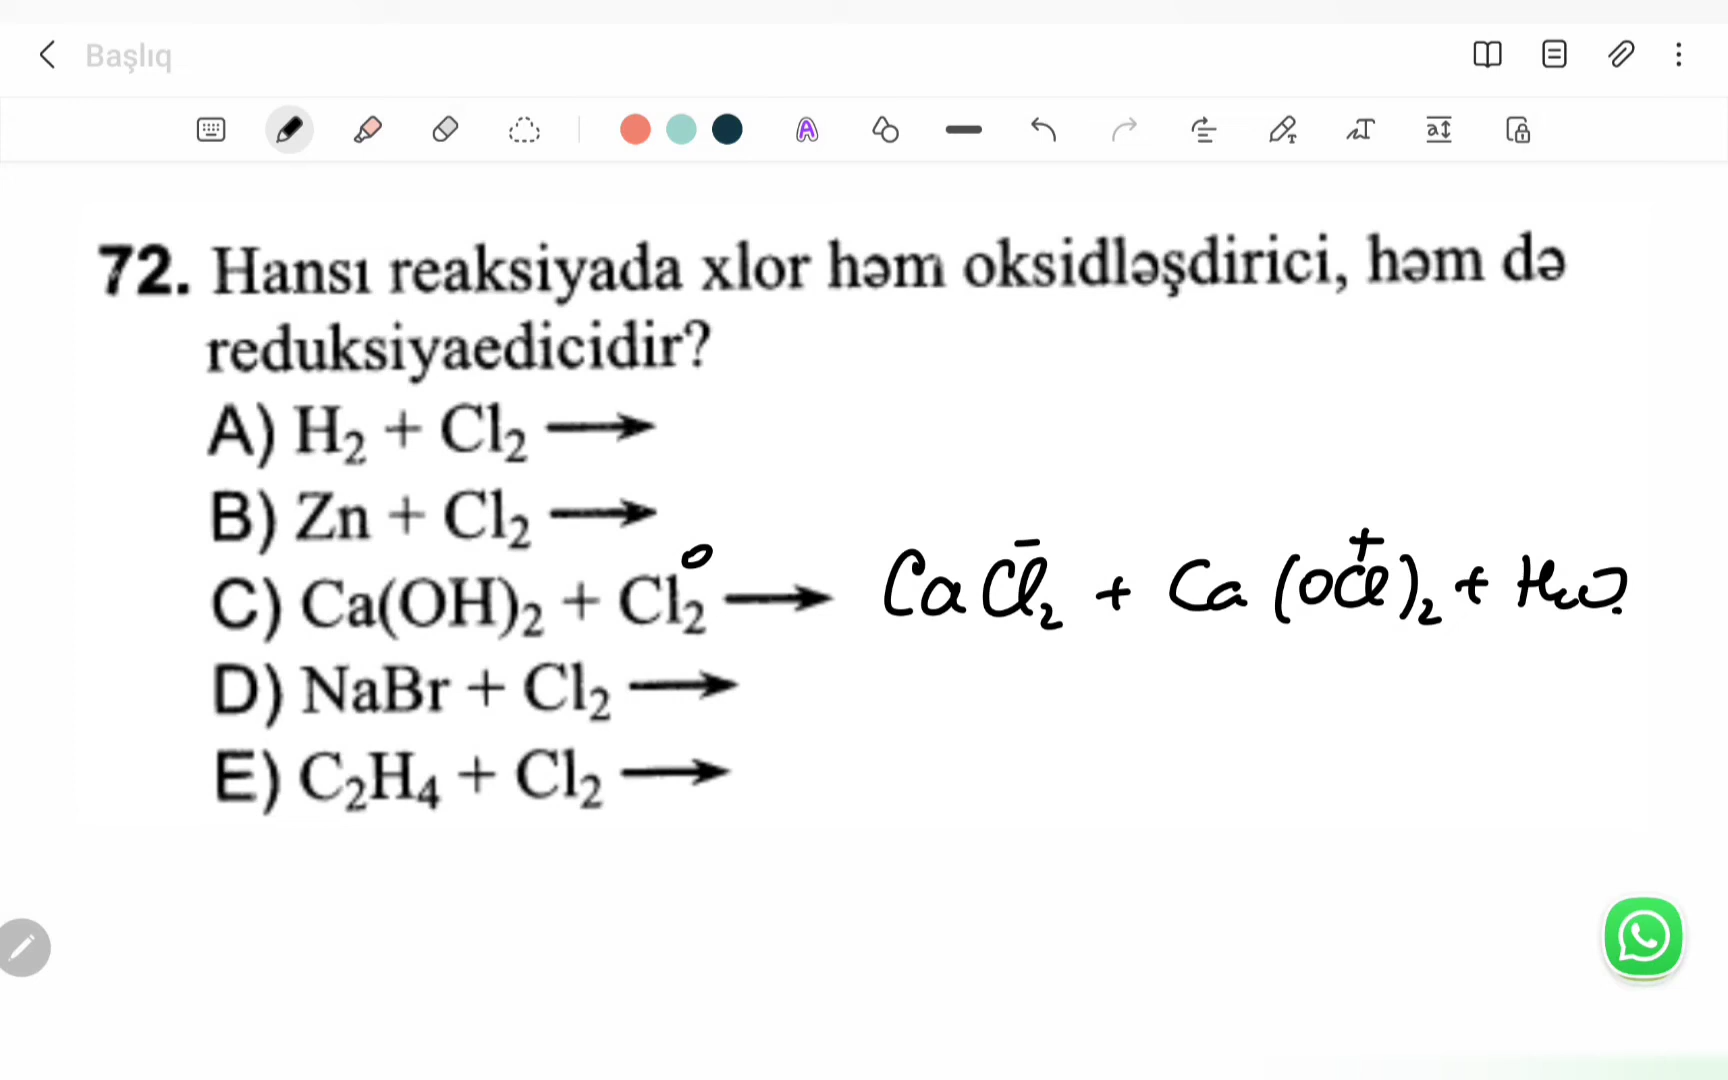 Başlıq
72. Hansı reaksiyada xlor həm oksidləşdirici, həm də
reduksiyaedicidir?
A) H₂ + Cl₂ ⟶
B) Zn + Cl₂ ⟶
C) Ca(OH)₂ + Cl₂⁰ ⟶ CaCl₂⁻ + Ca(OCl⁺)₂ + H₂O.
D) NaBr + Cl₂ ⟶
E) C₂H₄ + Cl₂ ⟶